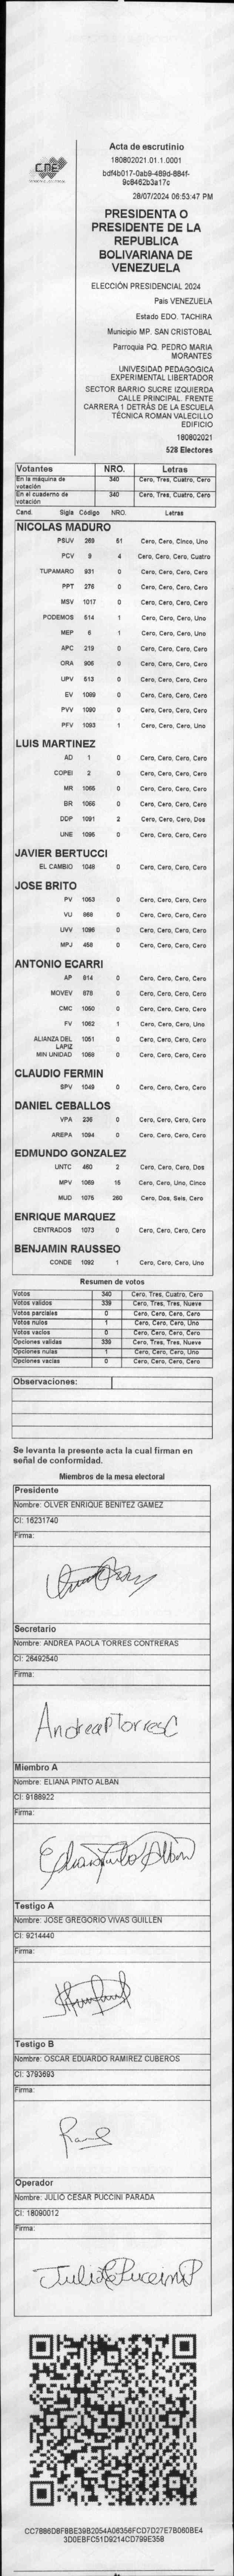 CNE
Acta de escrutinio
180802021.01.1.0001
bdf4b017-0ab9-489d-884f-
9c8462b3a17c
28/07/2024 06:53:47 PM
PRESIDENTA O
PRESIDENTE DE LA
REPUBLICA
BOLIVARIANA DE
VENEZUELA
ELECCIÓN PRESIDENCIAL 2024
Pais VENEZUELA
Estado EDO. TACHIRA
Municipio MP. SAN CRISTOBAL
Parroquia PQ. PEDRO MARIA
MORANTES
UNIVESIDAD PEDAGOGICA
EXPERIMENTAL LIBERTADOR
SECTOR BARRIO SUCRE IZQUIERDA
CALLE PRINCIPAL. FRENTE
CARRERA 1 DETRÁS DE LA ESCUELA
TÉCNICA ROMAN VALECILLO
EDIFICIO
180802021
528 Electores
Votantes NRO. Letras
En la máquina de votación 340 Cero, Tres, Cuatro, Cero
En el cuaderno de votación 340 Cero, Tres, Cuatro, Cero
Cand. Sigla Código NRO. Letras
NICOLAS MADURO
PSUV 269 51 Cero, Cero, Cinco, Uno
PCV 9 4 Cero, Cero, Cero, Cuatro
TUPAMARO 931 0 Cero, Cero, Cero, Cero
PPT 276 0 Cero, Cero, Cero, Cero
MSV 1017 0 Cero, Cero, Cero, Cero
PODEMOS 514 1 Cero, Cero, Cero, Uno
MEP 6 1 Cero, Cero, Cero, Uno
APC 219 0 Cero, Cero, Cero, Cero
ORA 906 0 Cero, Cero, Cero, Cero
UPV 513 0 Cero, Cero, Cero, Cero
EV 1089 0 Cero, Cero, Cero, Cero
PVV 1090 0 Cero, Cero, Cero, Cero
PFV 1093 1 Cero, Cero, Cero, Uno
LUIS MARTINEZ
AD 1 0 Cero, Cero, Cero, Cero
COPEI 2 0 Cero, Cero, Cero, Cero
MR 1065 0 Cero, Cero, Cero, Cero
BR 1066 0 Cero, Cero, Cero, Cero
DDP 1091 2 Cero, Cero, Cero, Dos
UNE 1095 0 Cero, Cero, Cero, Cero
JAVIER BERTUCCI
EL CAMBIO 1048 0 Cero, Cero, Cero, Cero
JOSE BRITO
PV 1053 0 Cero, Cero, Cero, Cero
VU 868 0 Cero, Cero, Cero, Cero
UVV 1096 0 Cero, Cero, Cero, Cero
MPJ 458 0 Cero, Cero, Cero, Cero
ANTONIO ECARRI
AP 814 0 Cero, Cero, Cero, Cero
MOVEV 878 0 Cero, Cero, Cero, Cero
CMC 1050 0 Cero, Cero, Cero, Cero
FV 1062 1 Cero, Cero, Cero, Uno
ALIANZA DEL LAPIZ 1051 0 Cero, Cero, Cero, Cero
MIN UNIDAD 1068 0 Cero, Cero, Cero, Cero
CLAUDIO FERMIN
SPV 1049 0 Cero, Cero, Cero, Cero
DANIEL CEBALLOS
VPA 236 0 Cero, Cero, Cero, Cero
AREPA 1094 0 Cero, Cero, Cero, Cero
EDMUNDO GONZALEZ
UNTC 460 2 Cero, Cero, Cero, Dos
MPV 1069 15 Cero, Cero, Uno, Cinco
MUD 1075 260 Cero, Dos, Seis, Cero
ENRIQUE MARQUEZ
CENTRADOS 1073 0 Cero, Cero, Cero, Cero
BENJAMIN RAUSSEO
CONDE 1092 1 Cero, Cero, Cero, Uno
Resumen de votos
Votos 340 Cero, Tres, Cuatro, Cero
Votos validos 339 Cero, Tres, Tres, Nueve
Votos parciales 0 Cero, Cero, Cero, Cero
Votos nulos 1 Cero, Cero, Cero, Uno
Votos vacios 0 Cero, Cero, Cero, Cero
Opciones validas 339 Cero, Tres, Tres, Nueve
Opciones nulas 1 Cero, Cero, Cero, Uno
Opciones vacias 0 Cero, Cero, Cero, Cero
Observaciones:
Se levanta la presente acta la cual firman en
señal de conformidad.
Miembros de la mesa electoral
Presidente
Nombre: OLVER ENRIQUE BENITEZ GAMEZ
CI: 16231740
Firma:
Secretario
Nombre: ANDREA PAOLA TORRES CONTRERAS
CI: 26492540
Firma:
AndreaPTorresC
Miembro A
Nombre: ELIANA PINTO ALBAN
CI: 9188922
Firma:
Testigo A
Nombre: JOSE GREGORIO VIVAS GUILLEN
CI: 9214440
Firma:
Testigo B
Nombre: OSCAR EDUARDO RAMIREZ CUBEROS
CI: 3793693
Firma:
Operador
Nombre: JULIO CESAR PUCCINI PARADA
CI: 18090012
Firma:
CC7886D8F8BE39B2054A08356FCD7D27E7B060BE4
3D0EBFC51D9214CD799E358